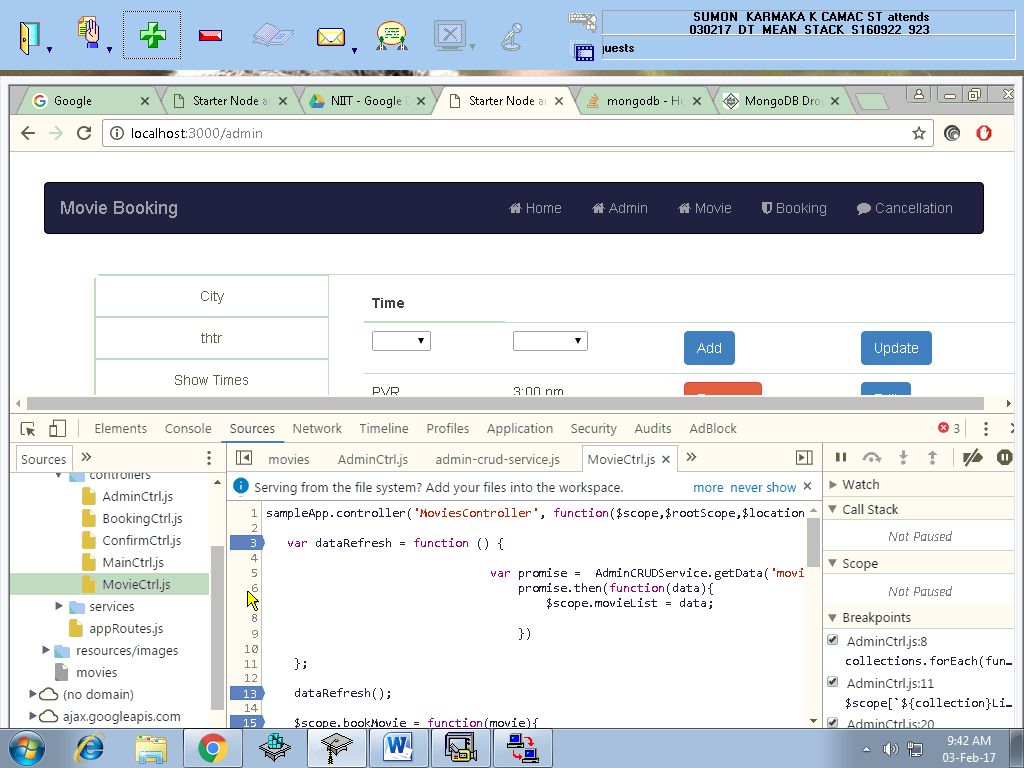 SUMON KARMAKA K CAMAC ST attends
030217 DT MEAN STACK S160922 923
uests
Google
Starter Node a
NIIT - Google D
Starter Node a
mongodb - Ho
MongoDB Drop
localhost:3000/admin
Movie Booking
Home
Admin
Movie
Booking
Cancellation
City
thtr
Show Times
Time
Add
Update
PVR
3:00 pm
Elements
Console
Sources
Network
Timeline
Profiles
Application
Security
Audits
AdBlock
3
Sources
movies
AdminCtrl.js
admin-crud-service.js
MovieCtrl.js
controllers
AdminCtrl.js
BookingCtrl.js
ConfirmCtrl.js
MainCtrl.js
MovieCtrl.js
services
appRoutes.js
resources/images
movies
(no domain)
ajax.googleapis.com
Serving from the file system? Add your files into the workspace.
more never show
1 sampleApp.controller('MoviesController', function($scope,$rootScope,$location
2
3 var dataRefresh = function () {
4
5 var promise = AdminCRUDService.getData('movi
6 promise.then(function(data){
$scope.movieList = data;
8
9 })
10
11 };
12
13 dataRefresh();
14
15 $scope.bookMovie = function(movie){
Watch
Call Stack
Not Paused
Scope
Not Paused
Breakpoints
AdminCtrl.js:8
collections.forEach(fun…
AdminCtrl.js:11
$scope[`${collection}Li…
AdminCtrl.js:20
9:42 AM
03-Feb-17